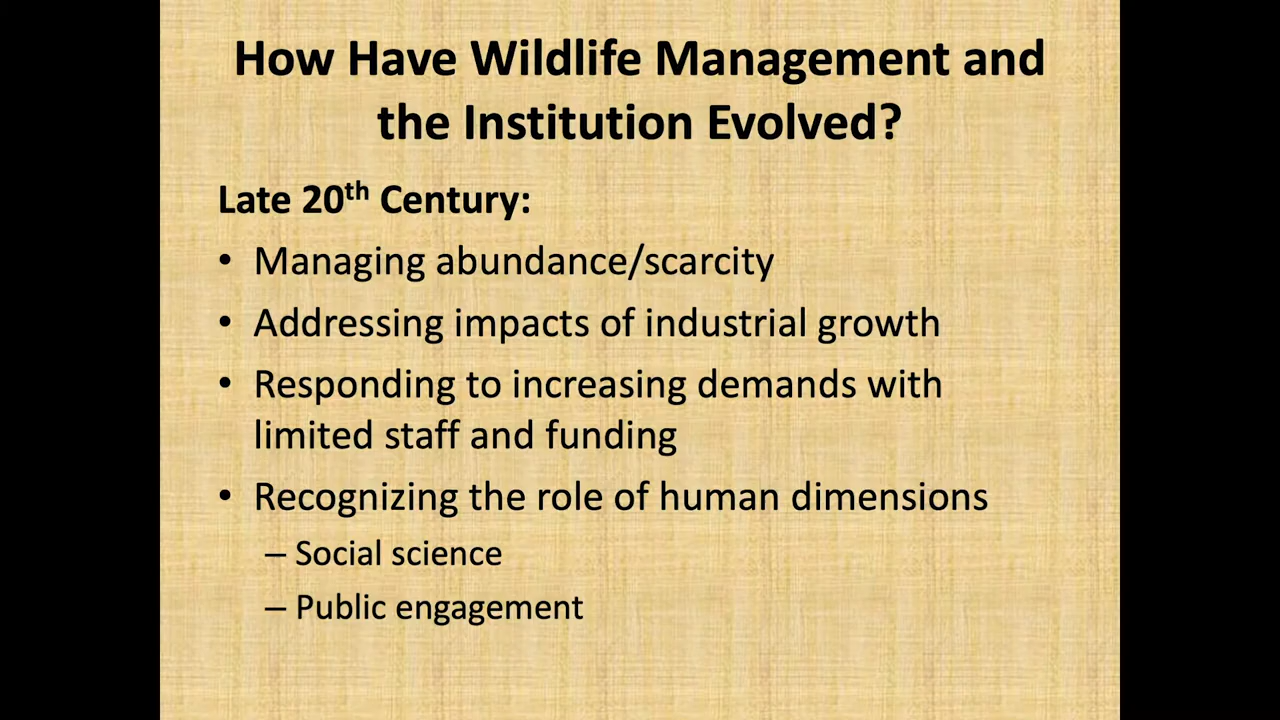 How Have Wildlife Management and
the Institution Evolved?
Late 20th Century:
• Managing abundance/scarcity
• Addressing impacts of industrial growth
• Responding to increasing demands with
limited staff and funding
• Recognizing the role of human dimensions
– Social science
– Public engagement